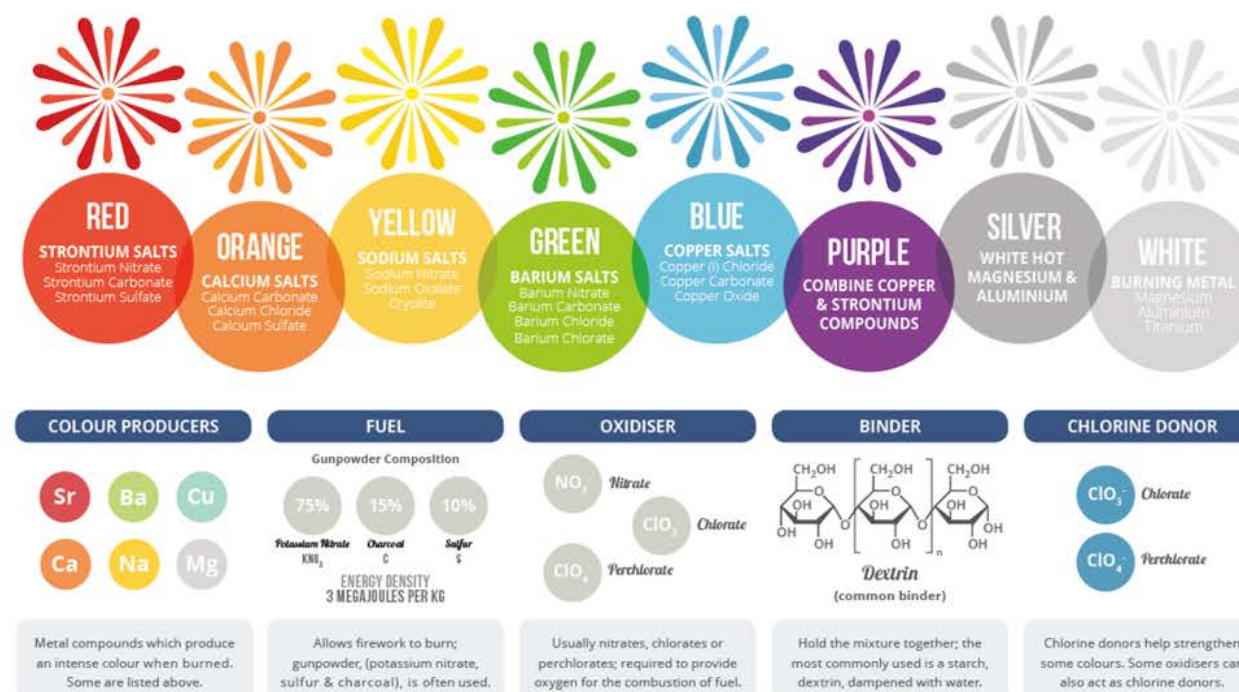 RED
STRONTIUM SALTS
Strontium Nitrate
Strontium Carbonate
Strontium Sulfate
ORANGE
CALCIUM SALTS
Calcium Carbonate
Calcium Chloride
Calcium Sulfate
YELLOW
SODIUM SALTS
Sodium Nitrate
Sodium Oxalate
Cryolite
GREEN
BARIUM SALTS
Barium Nitrate
Barium Carbonate
Barium Chloride
Barium Chlorate
BLUE
COPPER SALTS
Copper (I) Chloride
Copper Carbonate
Copper Oxide
PURPLE
COMBINE COPPER
& STRONTIUM
COMPOUNDS
SILVER
WHITE HOT
MAGNESIUM &
ALUMINIUM
WHITE
BURNING METAL
Magnesium
Aluminium
Titanium
COLOUR PRODUCERS
Sr Ba Cu
Ca Na Mg
Metal compounds which produce
an intense colour when burned.
Some are listed above.
FUEL
Gunpowder Composition
75% 15% 10%
Potassium Nitrate Charcoal Sulfur
KNO₃ C S
ENERGY DENSITY
3 MEGAJOULES PER KG
Allows firework to burn;
gunpowder, (potassium nitrate,
sulfur & charcoal), is often used.
OXIDISER
NO₃⁻ Nitrate
ClO₃⁻ Chlorate
ClO₄⁻ Perchlorate
Usually nitrates, chlorates or
perchlorates; required to provide
oxygen for the combustion of fuel.
BINDER
CH₂OH CH₂OH CH₂OH
O O O
OH OH OH
OH O O OH
OH OH OH
n
Dextrin
(common binder)
Hold the mixture together; the
most commonly used is a starch,
dextrin, dampened with water.
CHLORINE DONOR
ClO₃⁻ Chlorate
ClO₄⁻ Perchlorate
Chlorine donors help strengthen
some colours. Some oxidisers can
also act as chlorine donors.